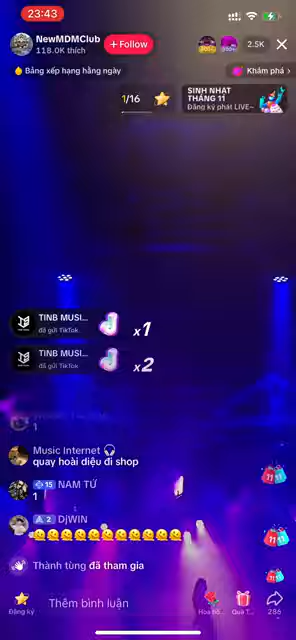 23:43
NewMDMClub
118.0K thích
+ Follow
2.5K
Bảng xếp hạng hằng ngày
Khám phá >
1/16
SINH NHẬT
THÁNG 11
Đăng ký phát LIVE~
TINB MUSI...
đã gửi TikTok
x1
TINB MUSI...
đã gửi TikTok
x2
1
Music Internet 🎧
quay hoài diệu đi shop
15 NAM TỨ
1
2 DjWIN
🫠🫠🫠🫠🫠🫠🫠🫠🫠🫠🫠
Thành tùng đã tham gia
Thêm bình luận
Đăng ký
Hoa hồ...
Quà T...
286